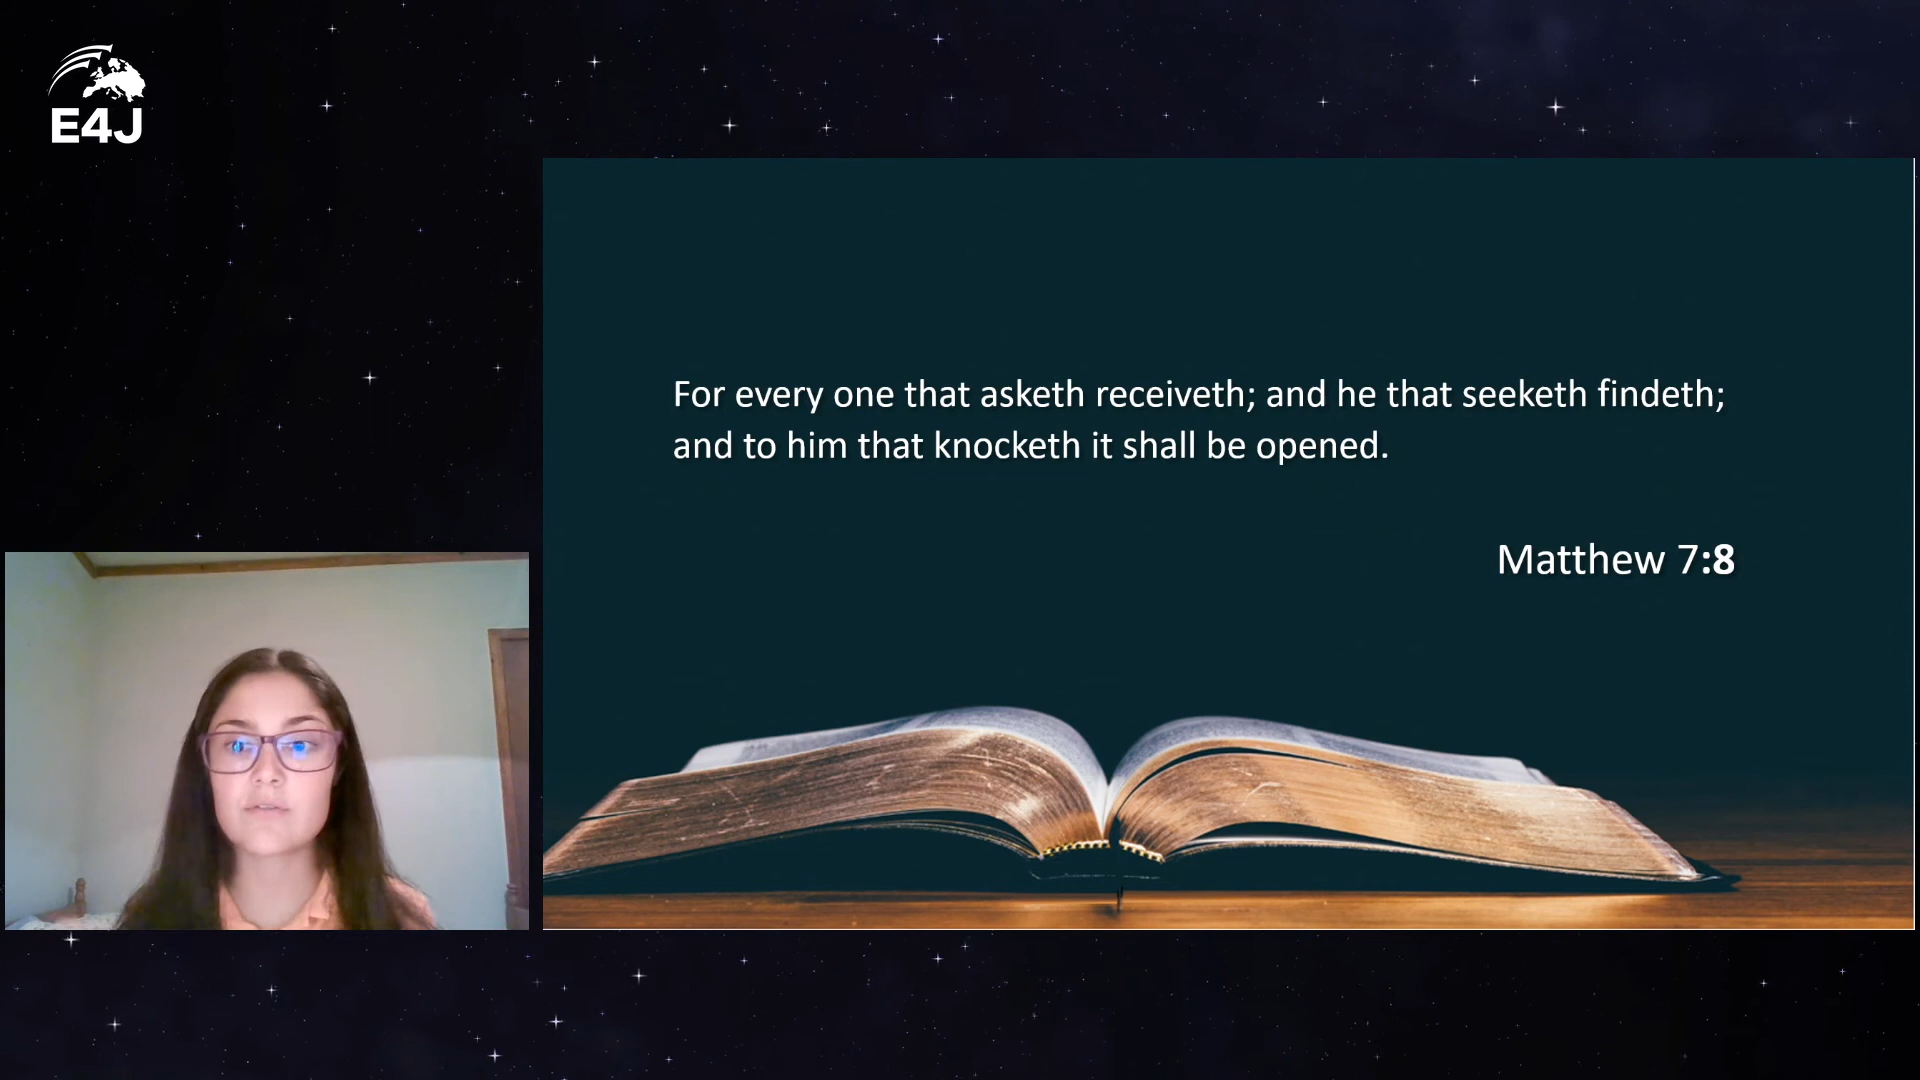 E4J
For every one that asketh receiveth; and he that seeketh findeth;
and to him that knocketh it shall be opened.
Matthew 7:8